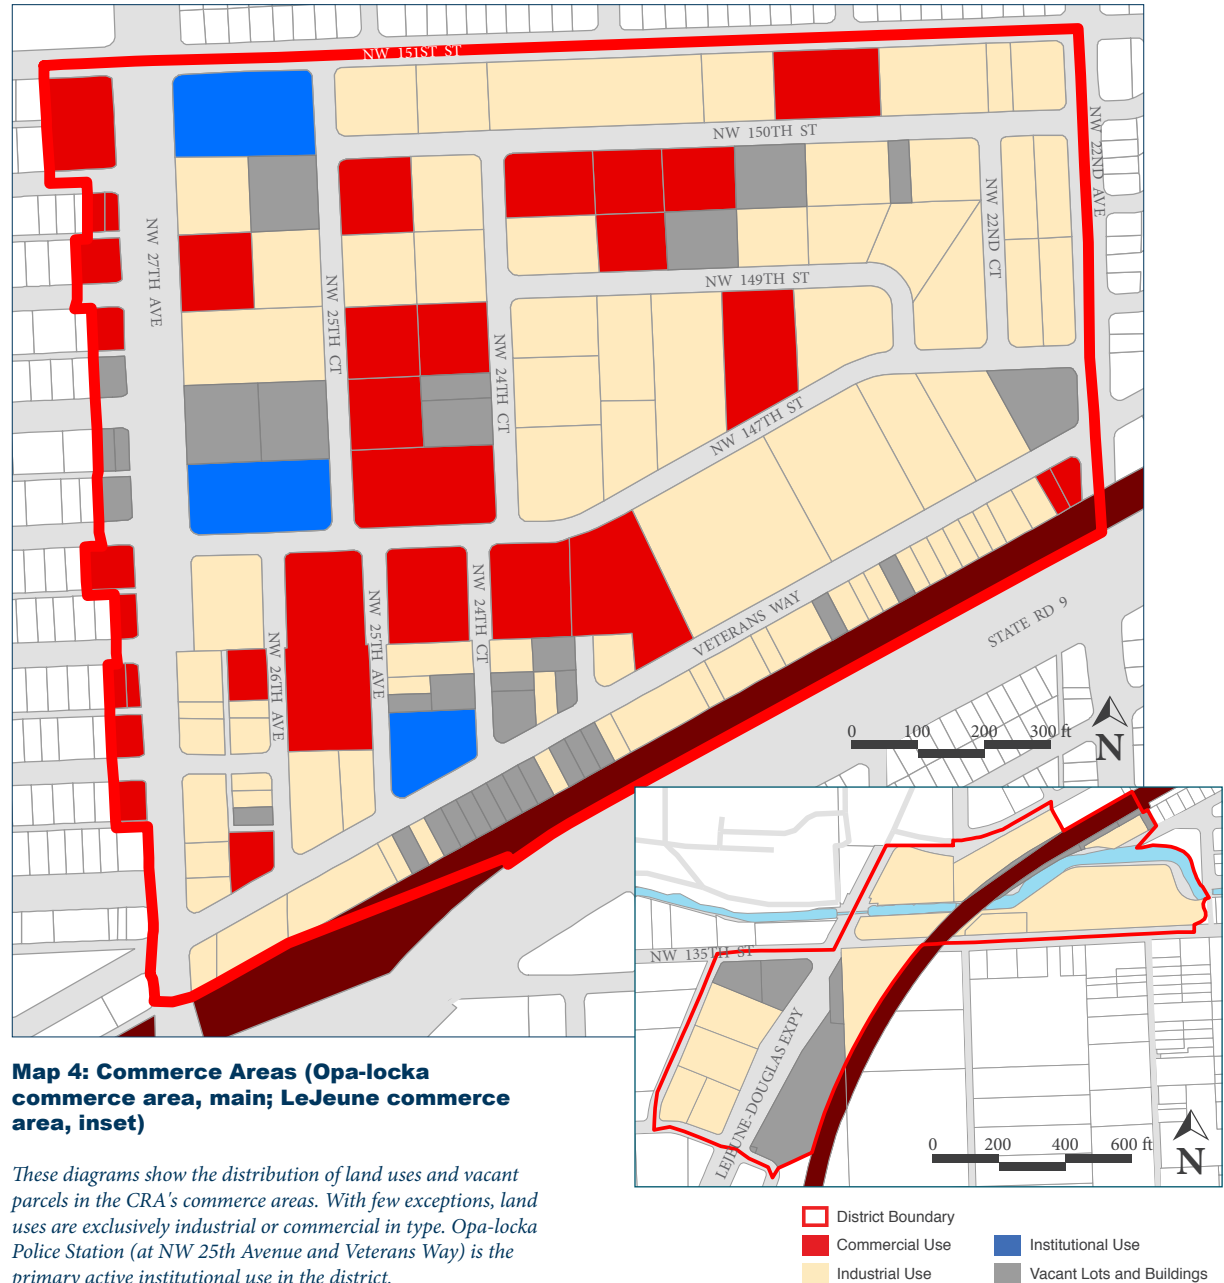 NW 151ST ST
NW 150TH ST
NW 22ND AVE
NW 22ND CT
NW 27TH AVE
NW 149TH ST
NW 25TH CT
NW 24TH CT
NW 147TH ST
NW 24TH CT
NW 25TH AVE
NW 26TH AVE
VETERANS WAY
STATE RD 9
0 100 200 300 ft
N
NW 135TH ST
LEJEUNE-DOUGLAS EXPY
0 200 400 600 ft
N
Map 4: Commerce Areas (Opa-locka
commerce area, main; LeJeune commerce
area, inset)
These diagrams show the distribution of land uses and vacant
parcels in the CRA's commerce areas. With few exceptions, land
uses are exclusively industrial or commercial in type. Opa-locka
Police Station (at NW 25th Avenue and Veterans Way) is the
primary active institutional use in the district.
District Boundary
Commercial Use
Institutional Use
Industrial Use
Vacant Lots and Buildings